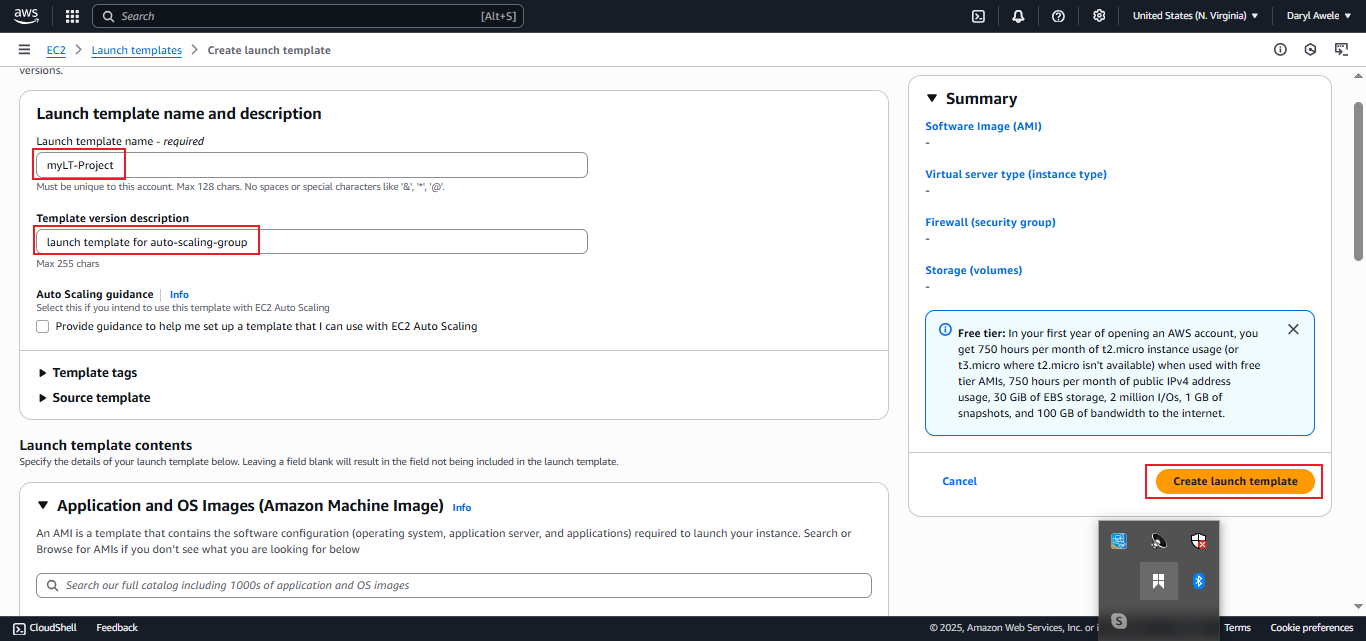 aws
Search
[Alt+S]
United States (N. Virginia)
Daryl Awele
EC2
Launch templates
Create launch template
versions.
Launch template name and description
Launch template name - required
myLT-Project
Must be unique to this account. Max 128 chars. No spaces or special characters like '&', '*', '@'.
Template version description
launch template for auto-scaling-group
Max 255 chars
Auto Scaling guidance
Info
Select this if you intend to use this template with EC2 Auto Scaling
Provide guidance to help me set up a template that I can use with EC2 Auto Scaling
Template tags
Source template
Launch template contents
Specify the details of your launch template below. Leaving a field blank will result in the field not being included in the launch template.
Application and OS Images (Amazon Machine Image)
Info
An AMI is a template that contains the software configuration (operating system, application server, and applications) required to launch your instance. Search or
Browse for AMIs if you don't see what you are looking for below
Search our full catalog including 1000s of application and OS images
Summary
Software Image (AMI)
-
Virtual server type (instance type)
-
Firewall (security group)
-
Storage (volumes)
-
Free tier: In your first year of opening an AWS account, you
get 750 hours per month of t2.micro instance usage (or
t3.micro where t2.micro isn't available) when used with free
tier AMIs, 750 hours per month of public IPv4 address
usage, 30 GiB of EBS storage, 2 million I/Os, 1 GB of
snapshots, and 100 GB of bandwidth to the internet.
Cancel
Create launch template
CloudShell
Feedback
© 2025, Amazon Web Services, Inc. or
Terms
Cookie preferences